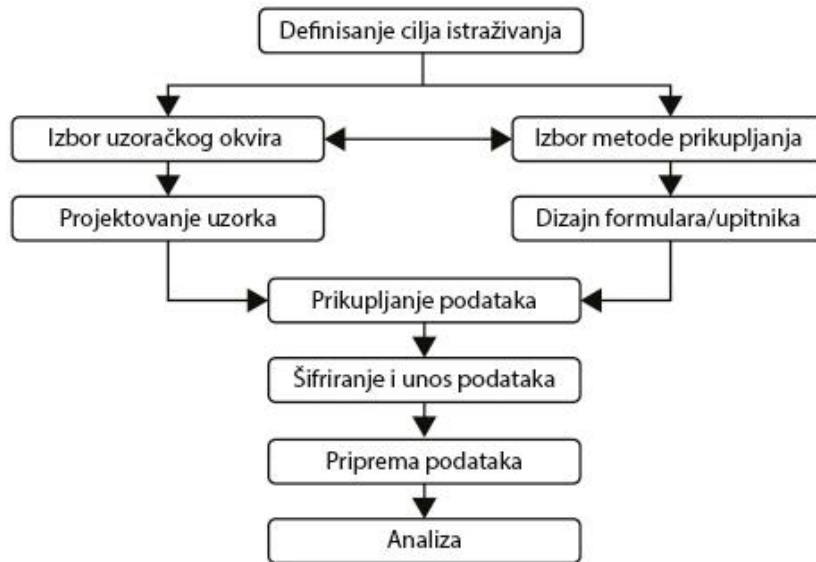 Definisanje cilja istraživanja
Izbor uzoračkog okvira
Izbor metode prikupljanja
Projektovanje uzorka
Dizajn formulara/upitnika
Prikupljanje podataka
Šifriranje i unos podataka
Priprema podataka
Analiza